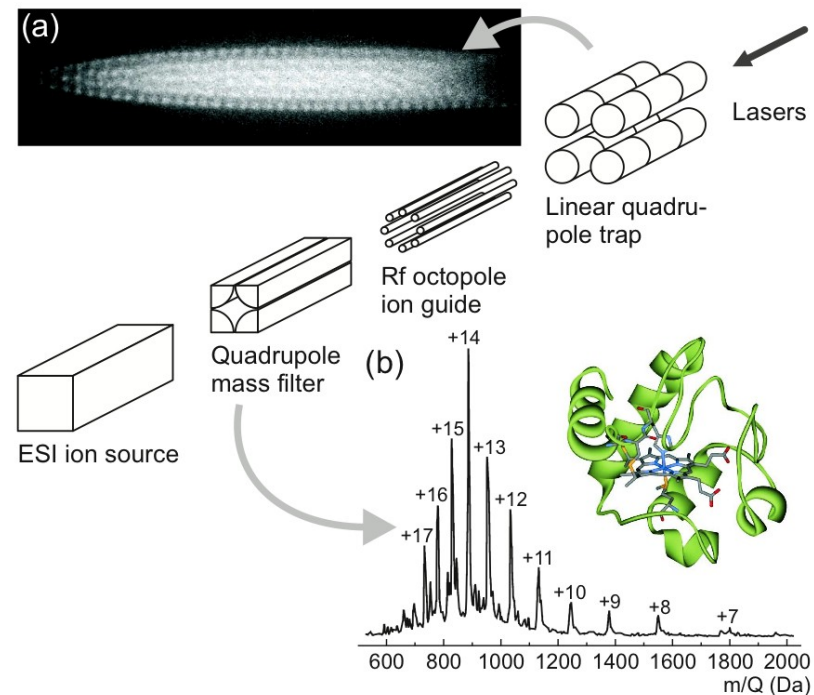 (a)
Lasers
Linear quadru-
pole trap
Rf octopole
ion guide
Quadrupole
mass filter
ESI ion source
(b)
+14
+15
+13
+16
+12
+17
+11
+10
+9
+8
+7
600 800 1000 1200 1400 1600 1800 2000
m/Q (Da)